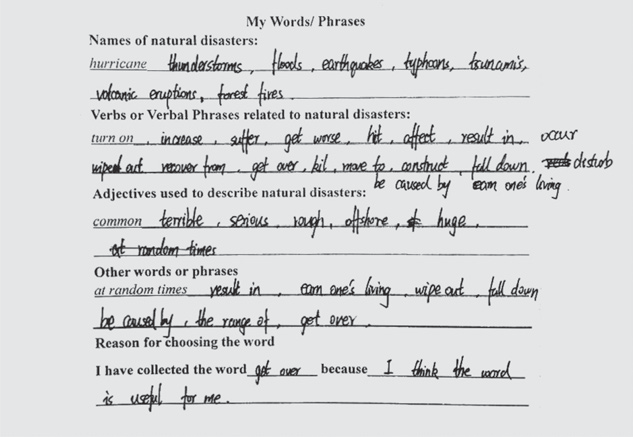 My Words/ Phrases
Names of natural disasters:
hurricane thunderstorms, floods, earthquakes, typhoons, tsunamis,
volcanic eruptions, forest fires
Verbs or Verbal Phrases related to natural disasters:
turn on, increase, suffer, get worse, hit, affect, result in, occur
wiped out recover from, get over, kil, move to, construct, fall down. disturb
be caused by earn one's living.
Adjectives used to describe natural disasters:
common terrible, serious, rough, offshore, huge,
at random times
Other words or phrases
at random times result in, earn one's living, wipe out, fall down
be caused by, the range of, get over.
Reason for choosing the word
I have collected the word get over because I think the word
is useful for me.